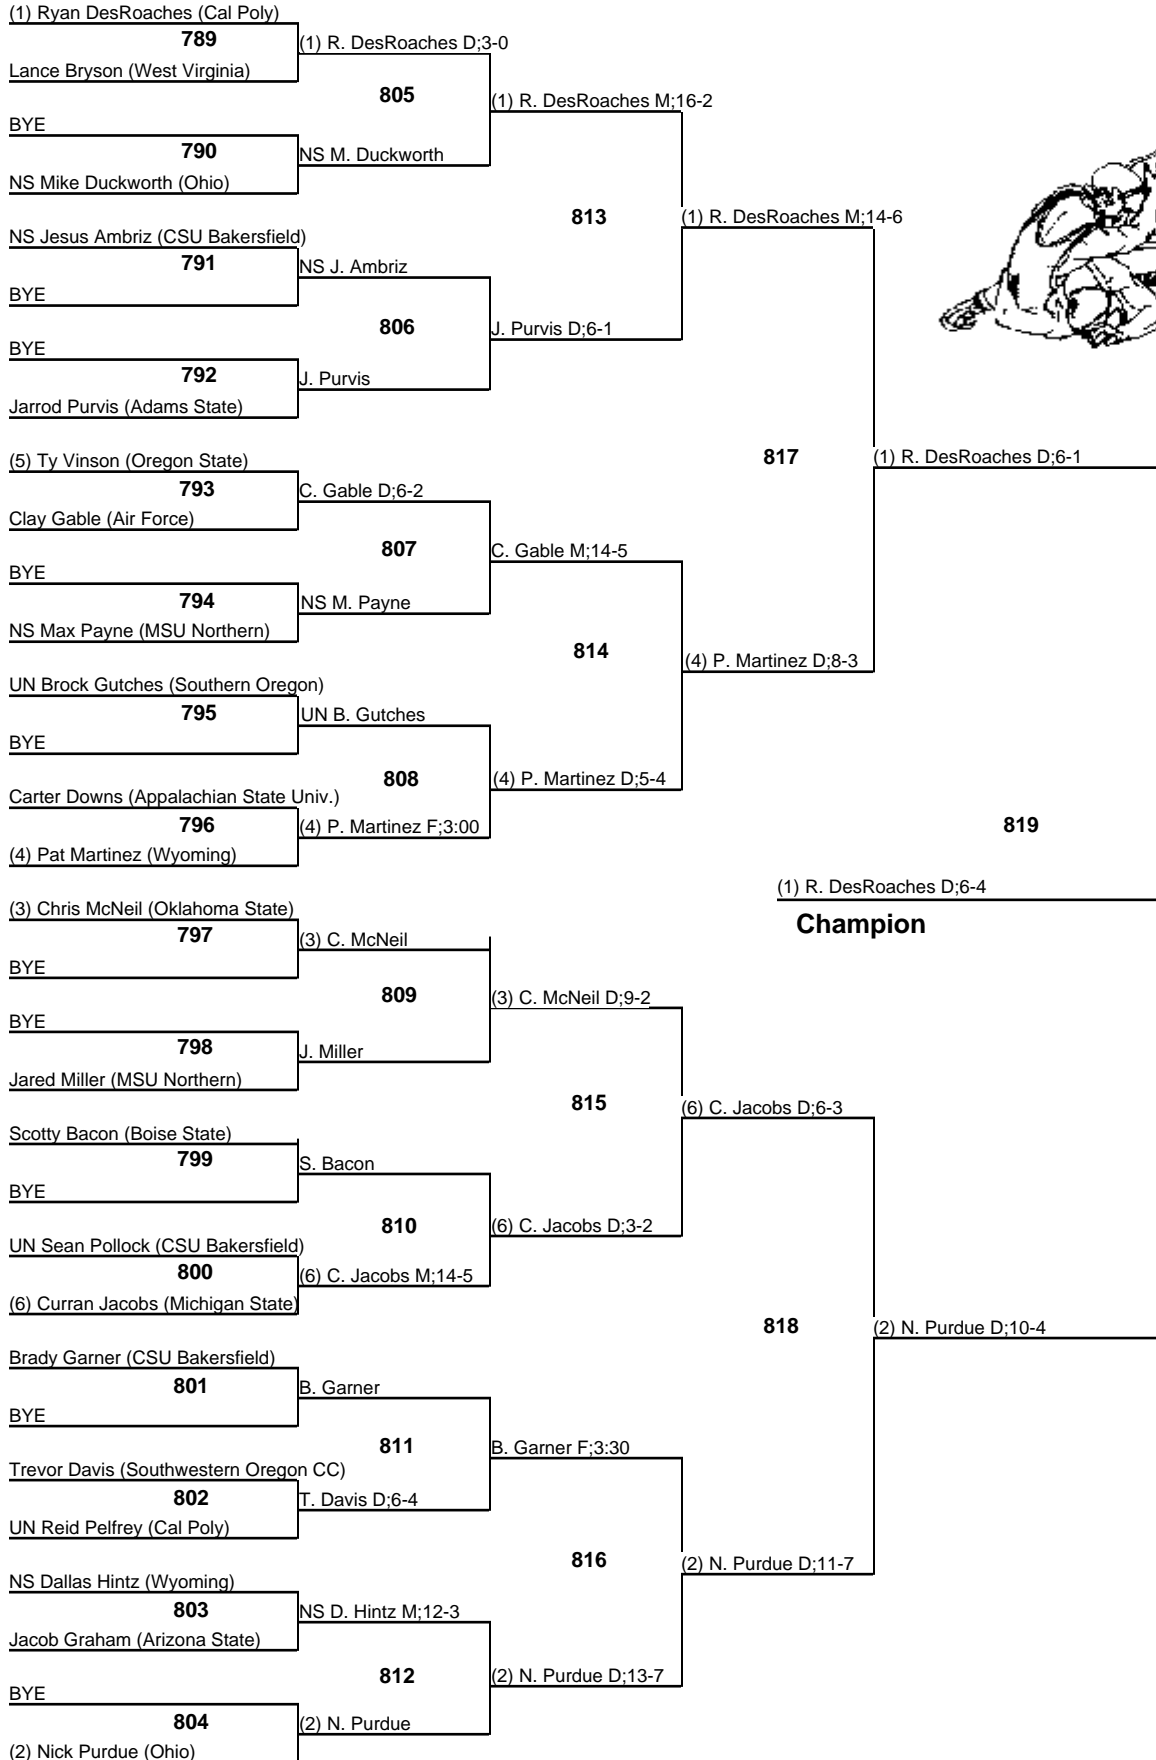 (1) Ryan DesRoaches (Cal Poly)
789
(1) R. DesRoaches D;3-0
Lance Bryson (West Virginia)
805
(1) R. DesRoaches M;16-2
BYE
790
NS M. Duckworth
NS Mike Duckworth (Ohio)
813
(1) R. DesRoaches M;14-6
NS Jesus Ambriz (CSU Bakersfield)
791
NS J. Ambriz
BYE
806
J. Purvis D;6-1
BYE
792
J. Purvis
Jarrod Purvis (Adams State)
817
(1) R. DesRoaches D;6-1
(5) Ty Vinson (Oregon State)
793
C. Gable D;6-2
Clay Gable (Air Force)
807
C. Gable M;14-5
BYE
794
NS M. Payne
NS Max Payne (MSU Northern)
814
(4) P. Martinez D;8-3
UN Brock Gutches (Southern Oregon)
795
UN B. Gutches
BYE
808
(4) P. Martinez D;5-4
Carter Downs (Appalachian State Univ.)
796
(4) P. Martinez F;3:00
(4) Pat Martinez (Wyoming)
819
(1) R. DesRoaches D;6-4
Champion
(3) Chris McNeil (Oklahoma State)
797
(3) C. McNeil
BYE
809
(3) C. McNeil D;9-2
BYE
798
J. Miller
Jared Miller (MSU Northern)
815
(6) C. Jacobs D;6-3
Scotty Bacon (Boise State)
799
S. Bacon
BYE
810
(6) C. Jacobs D;3-2
UN Sean Pollock (CSU Bakersfield)
800
(6) C. Jacobs M;14-5
(6) Curran Jacobs (Michigan State)
818
(2) N. Purdue D;10-4
Brady Garner (CSU Bakersfield)
801
B. Garner
BYE
811
B. Garner F;3:30
Trevor Davis (Southwestern Oregon CC)
802
T. Davis D;6-4
UN Reid Pelfrey (Cal Poly)
816
(2) N. Purdue D;11-7
NS Dallas Hintz (Wyoming)
803
NS D. Hintz M;12-3
Jacob Graham (Arizona State)
812
(2) N. Purdue D;13-7
BYE
804
(2) N. Purdue
(2) Nick Purdue (Ohio)